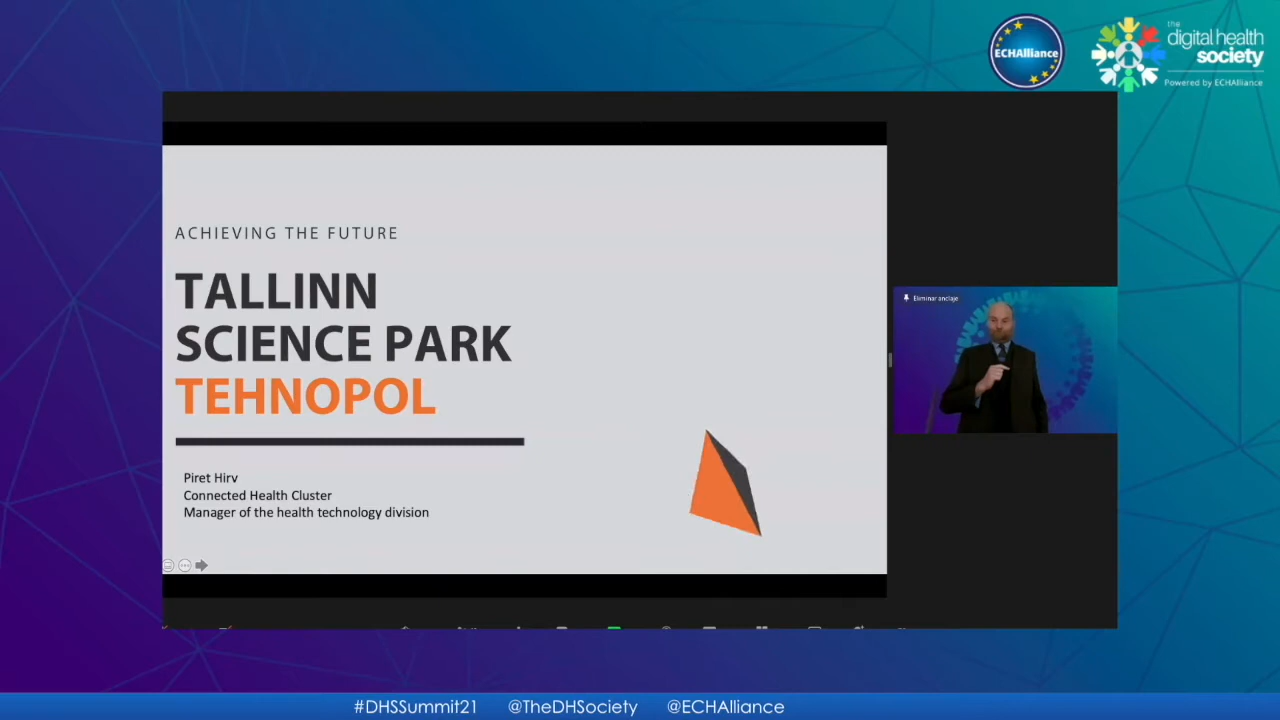 ECHAlliance
the
digital health
society
Powered by ECHAlliance
ACHIEVING THE FUTURE
TALLINN
SCIENCE PARK
TEHNOPOL
Eliminar anclaje
Piret Hirv
Connected Health Cluster
Manager of the health technology division
#DHSSummit21 @TheDHSociety @ECHAlliance